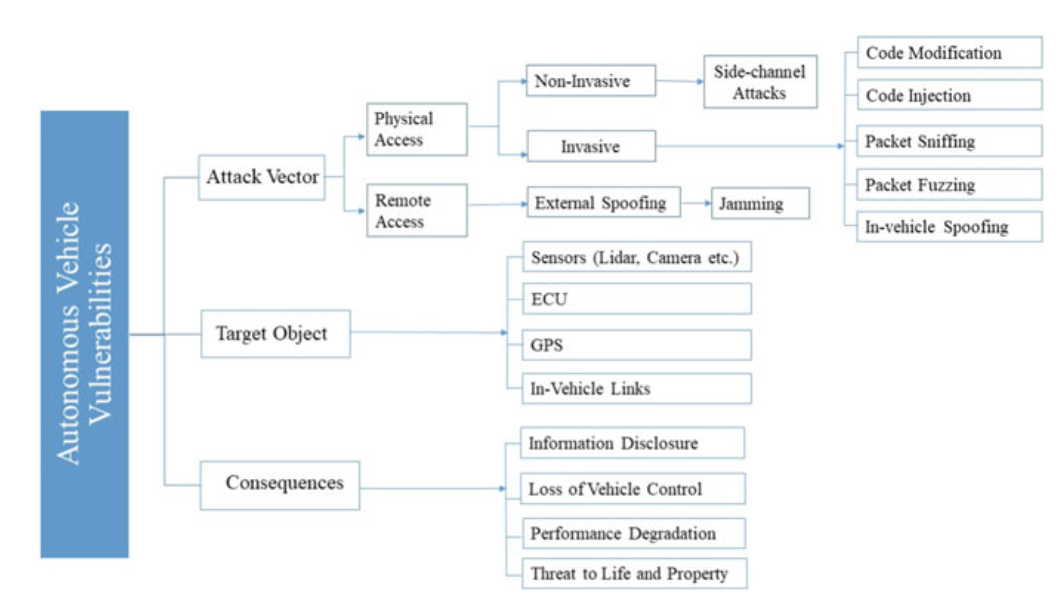 Autonomous Vehicle
Vulnerabilities
Attack Vector
Physical
Access
Non-Invasive
Side-channel
Attacks
Invasive
Code Modification
Code Injection
Packet Sniffing
Packet Fuzzing
In-vehicle Spoofing
Remote
Access
External Spoofing
Jamming
Target Object
Sensors (Lidar, Camera etc.)
ECU
GPS
In-Vehicle Links
Consequences
Information Disclosure
Loss of Vehicle Control
Performance Degradation
Threat to Life and Property